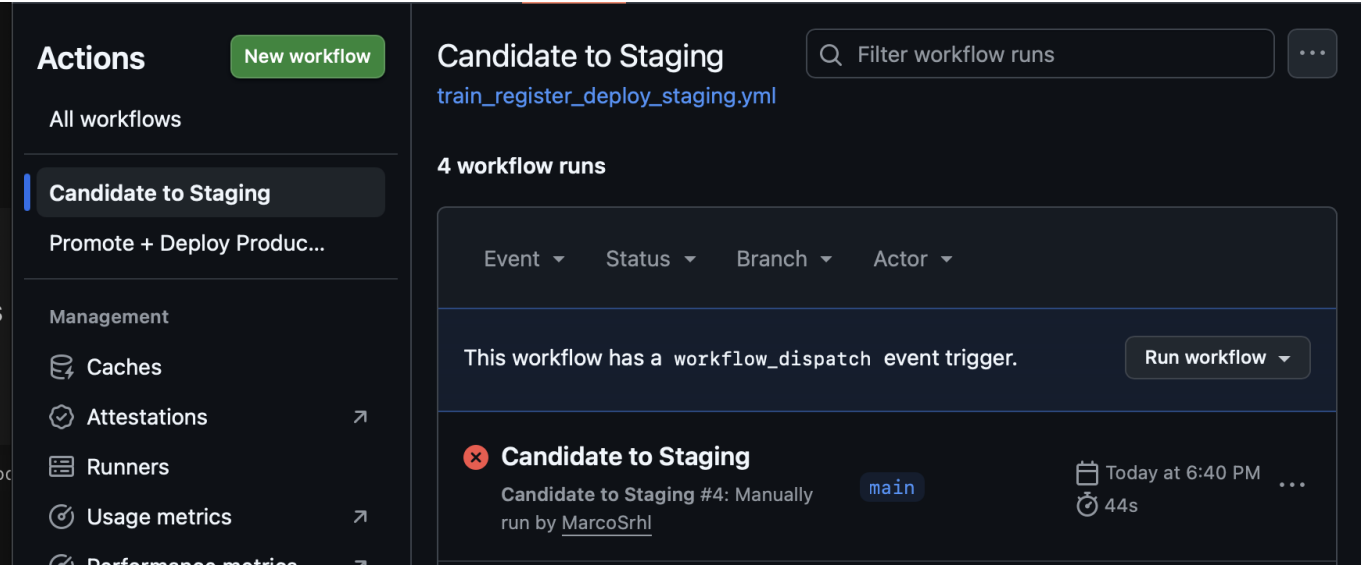 Actions
New workflow
All workflows
Candidate to Staging
Promote + Deploy Produc...
Management
Caches
Attestations
Runners
Usage metrics
Performance metrics
Candidate to Staging
Filter workflow runs
train_register_deploy_staging.yml
4 workflow runs
Event Status Branch Actor
This workflow has a workflow_dispatch event trigger. Run workflow
Candidate to Staging
Candidate to Staging #4: Manually
run by MarcoSrhl
main
Today at 6:40 PM
44s